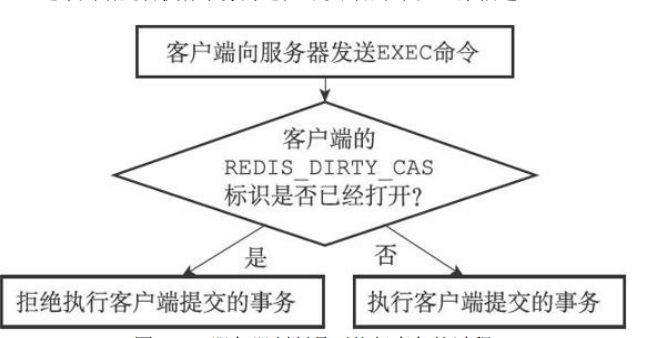 客户端向服务器发送EXEC命令
客户端的
REDIS_DIRTY_CAS
标识是否已经打开?
是
否
拒绝执行客户端提交的事务
执行客户端提交的事务